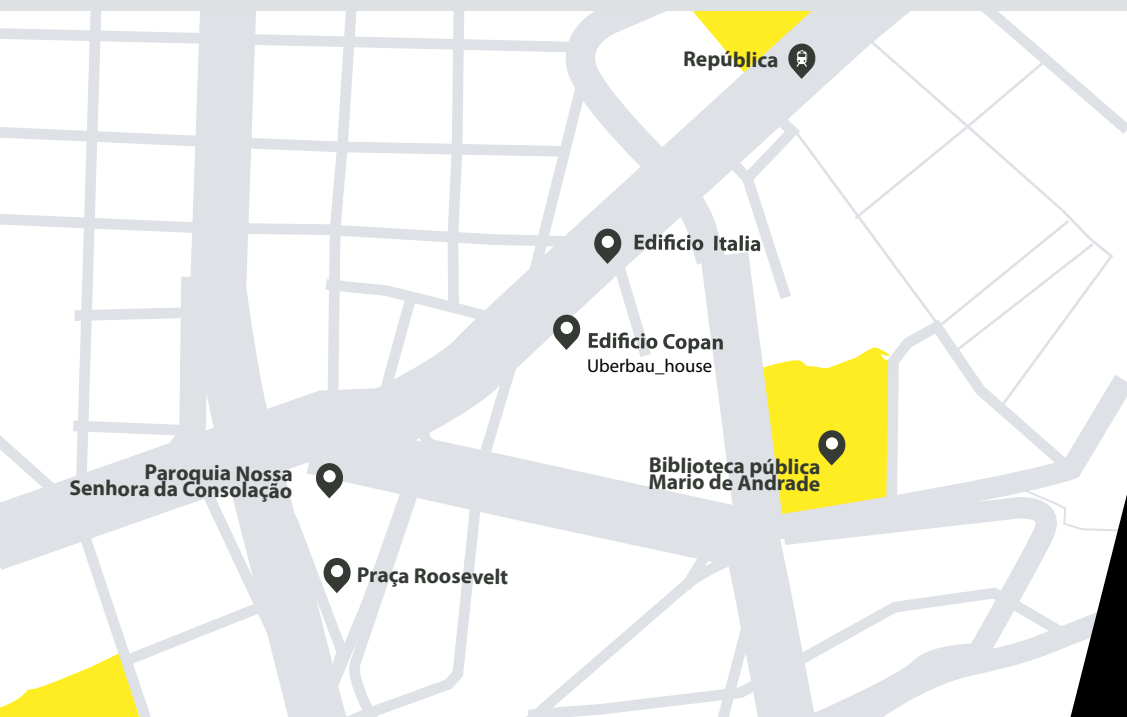 República
Edificio Italia
Edificio Copan
Uberbau_house
Biblioteca pública
Mario de Andrade
Paroquia Nossa
Senhora da Consolação
Praça Roosevelt